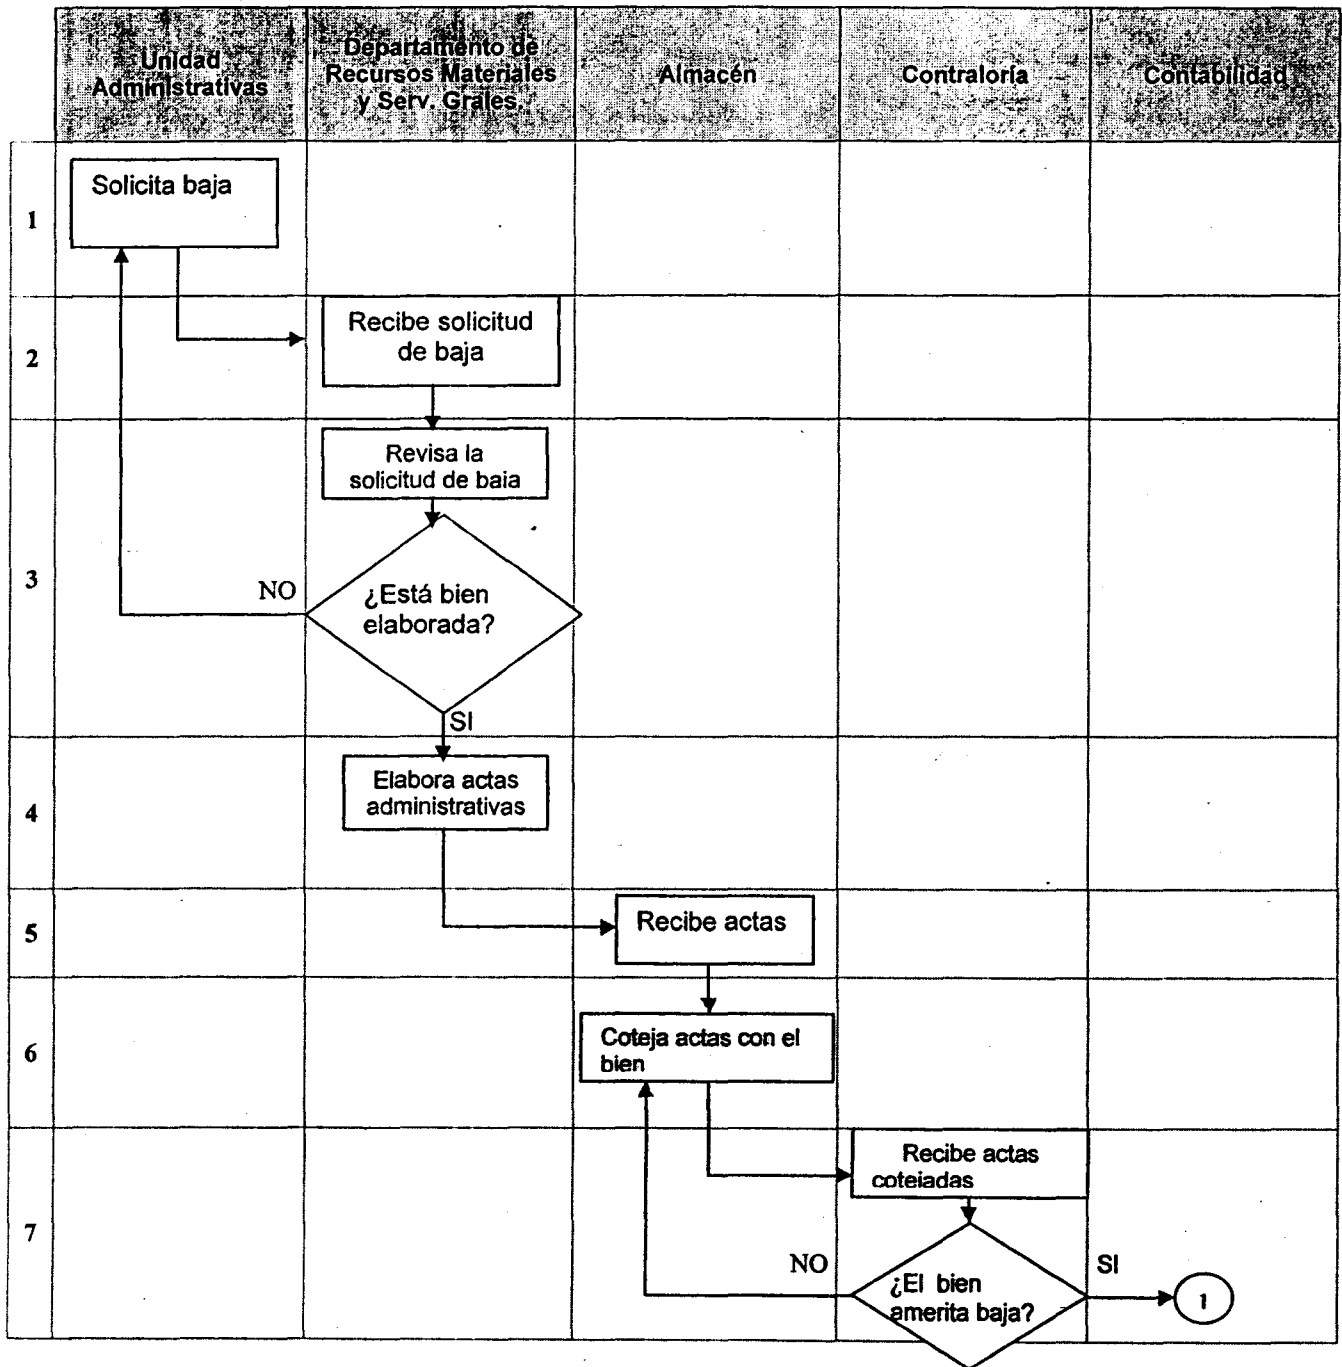 Unidad
Administrativas
Departamento de
Recursos Materiales
y Serv. Grales.
Almacén
Contraloría
Contabilidad
1
Solicita baja
2
Recibe solicitud
de baja
3
Revisa la
solicitud de baia
NO
¿Está bien
elaborada?
SI
4
Elabora actas
administrativas
5
Recibe actas
6
Coteja actas con el
bien
7
Recibe actas
coteiadas
NO
¿El bien
amerita baja?
SI
1